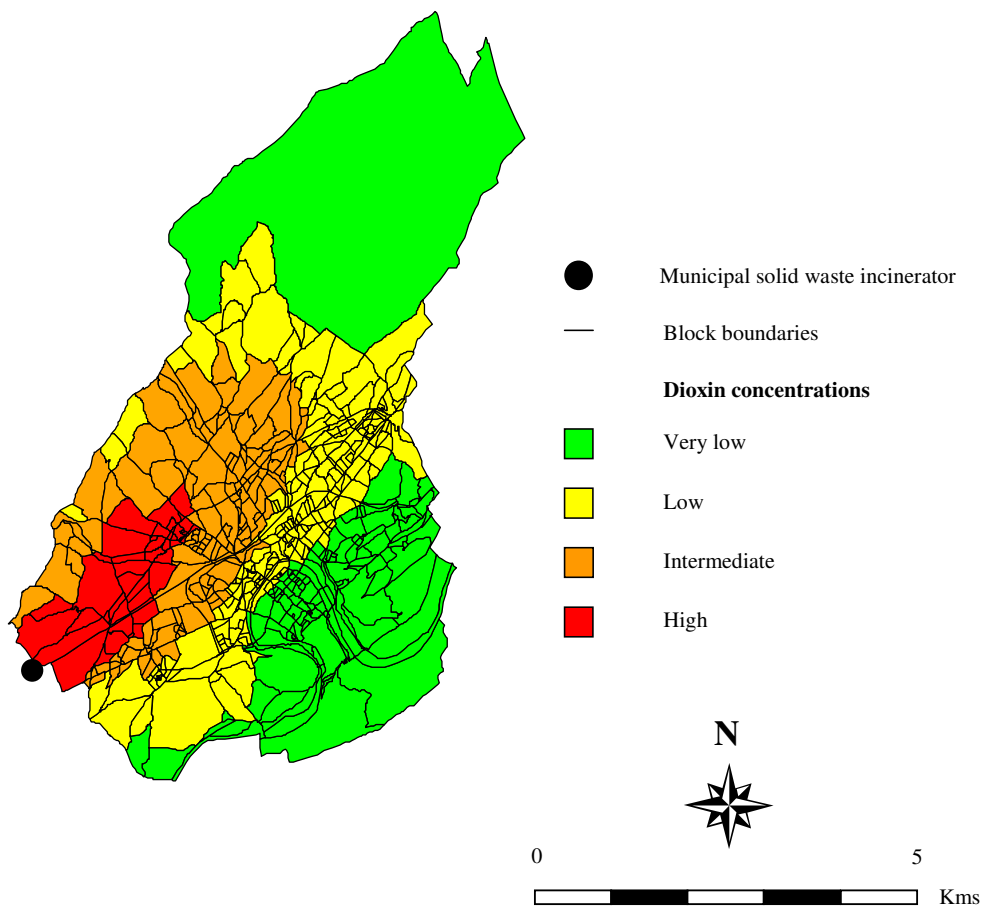 Municipal solid waste incinerator
Block boundaries
Dioxin concentrations
Very low
Low
Intermediate
High
N
0 5
Kms